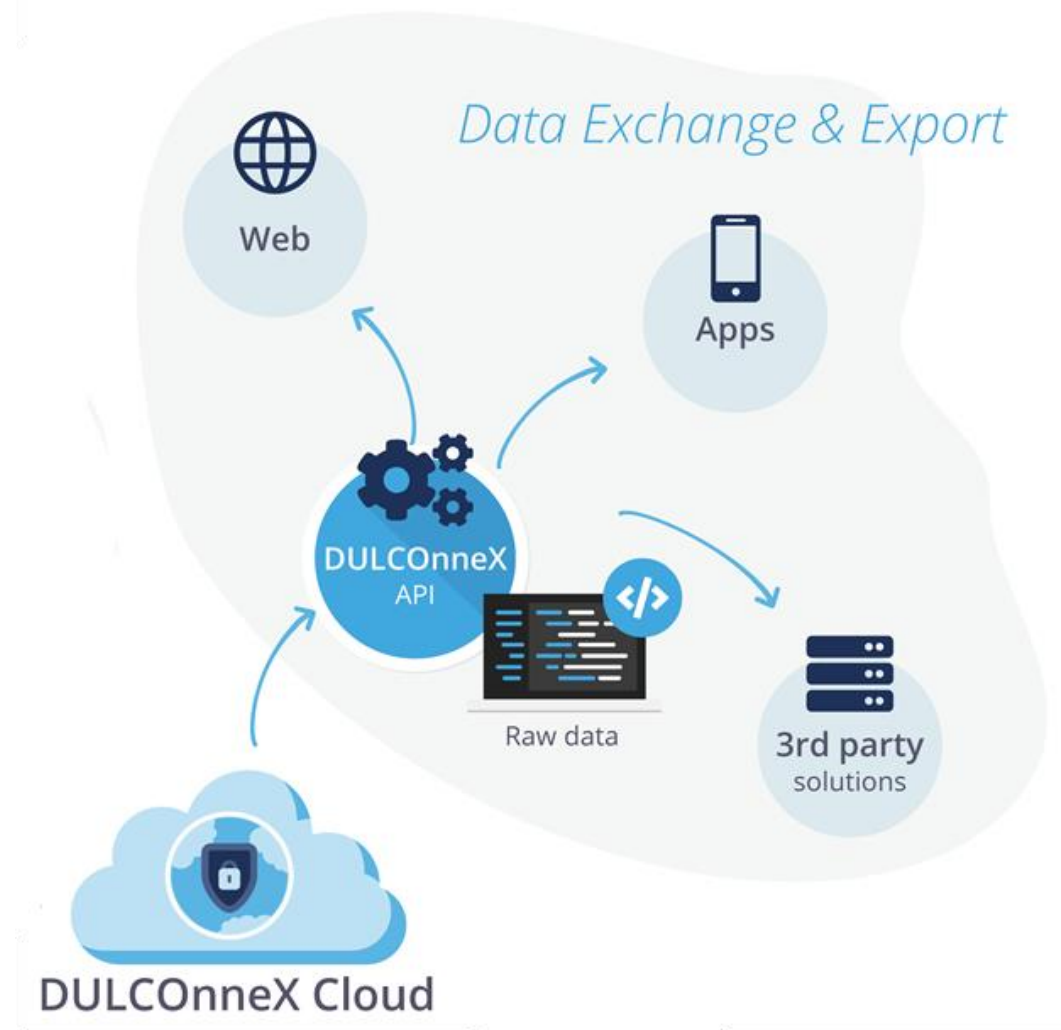 Data Exchange & Export
Web
Apps
DULCOnneX
API
</>
Raw data
3rd party
solutions
DULCOnneX Cloud